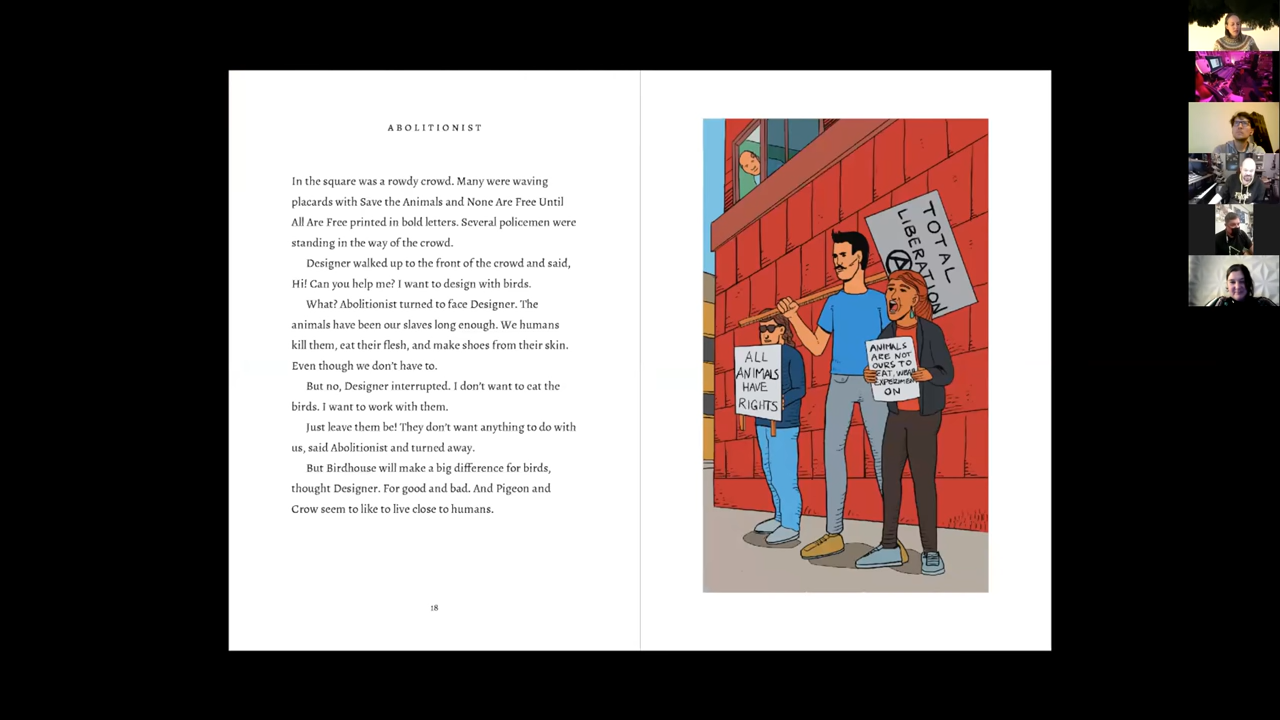 ABOLITIONIST
In the square was a rowdy crowd. Many were waving
placards with Save the Animals and None Are Free Until
All Are Free printed in bold letters. Several policemen were
standing in the way of the crowd.
Designer walked up to the front of the crowd and said,
Hi! Can you help me? I want to design with birds.
What? Abolitionist turned to face Designer. The
animals have been our slaves long enough. We humans
kill them, eat their flesh, and make shoes from their skin.
Even though we don't have to.
But no, Designer interrupted. I don't want to eat the
birds. I want to work with them.
Just leave them be! They don't want anything to do with
us, said Abolitionist and turned away.
But Birdhouse will make a big difference for birds,
thought Designer. For good and bad. And Pigeon and
Crow seem to like to live close to humans.
18
TOTAL
LIBERATION
ALL
ANIMALS
HAVE
RIGHTS
ANIMALS
ARE NOT
OURS TO
EAT, WEAR
EXPERIMENT
ON